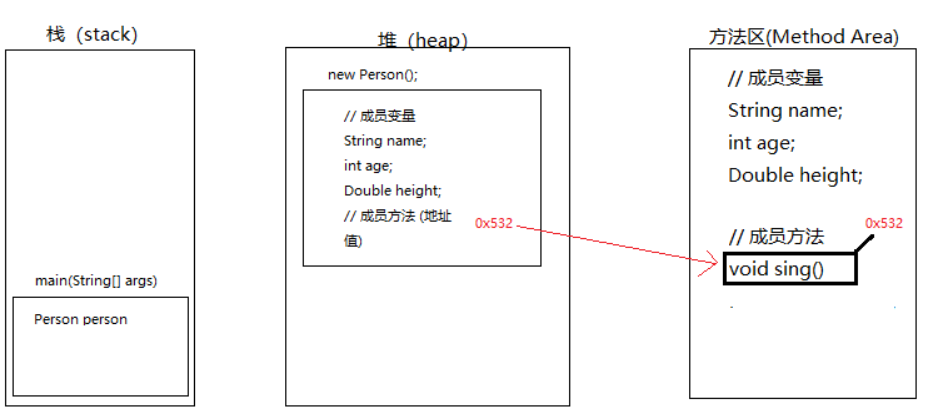 栈（stack）
main(String[] args)
Person person
堆（heap）
new Person();
// 成员变量
String name;
int age;
Double height;
// 成员方法 (地址
值)
0x532
方法区(Method Area)
// 成员变量
String name;
int age;
Double height;
0x532
// 成员方法
void sing()